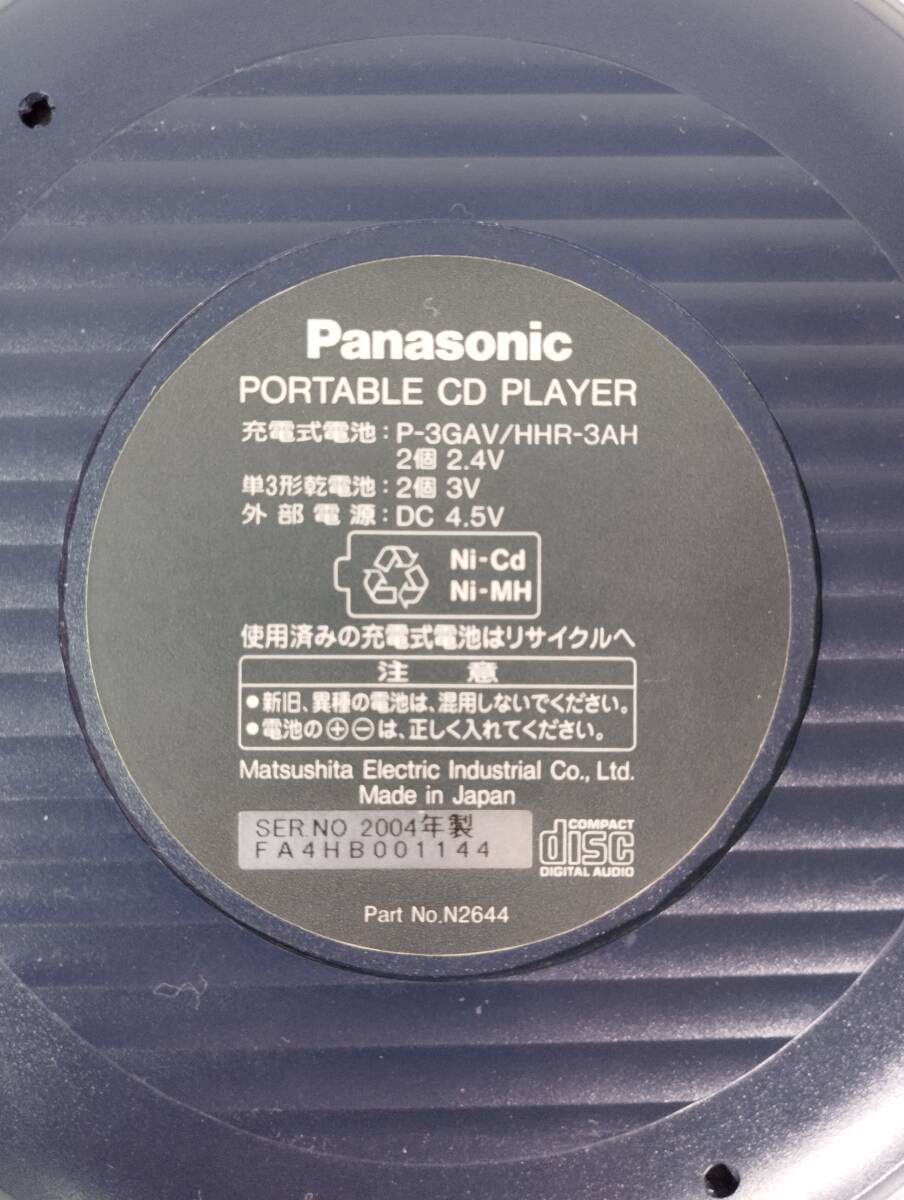 Panasonic
PORTABLE CD PLAYER
充電式電池：P-3GAV/HHR-3AH
2個 2.4V
単3形乾電池：2個 3V
外部電源：DC 4.5V
Ni-Cd
Ni-MH
使用済みの充電式電池はリサイクルへ
注意
●新旧、異種の電池は、混用しないでください。
●電池の⊕⊖は、正しく入れてください。
Matsushita Electric Industrial Co., Ltd.
Made in Japan
SER.NO 2004年製
FA4HB001144
COMPACT
disc
DIGITAL AUDIO
Part No.N2644